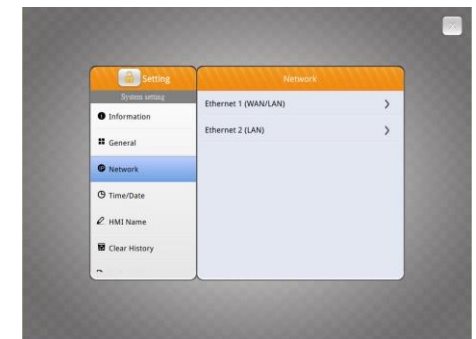 Setting
System setting
Information
General
Network
Time/Date
HMI Name
Clear History
Network
Ethernet 1 (WAN/LAN)
Ethernet 2 (LAN)